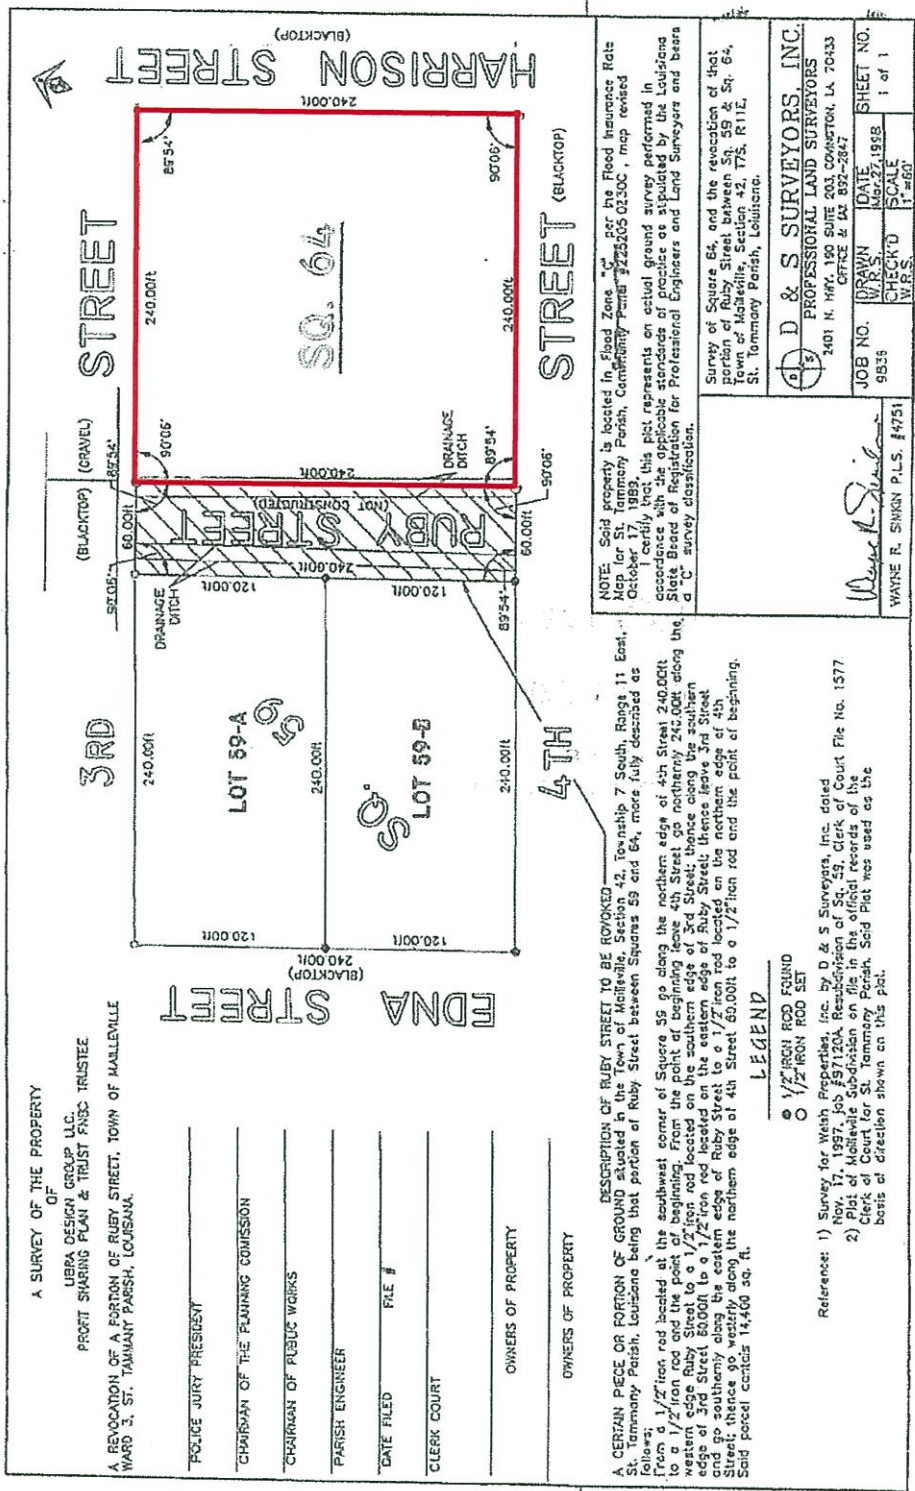 A SURVEY OF THE PROPERTY
OF
LIBRA DESIGN GROUP LLC.
PROFIT SHARING PLAN & TRUST FNSC TRUSTEE
A REVOCATION OF A PORTION OF RUBY STREET, TOWN OF MAILLEVILLE
WARD 3, ST. TAMMANY PARISH, LOUISANA.
POLICE JURY PRESIDENT
CHAIRMAN OF THE PLANNING COMISSION
CHAIRMAN OF PUBLIC WORKS
PARISH ENGINEER
DATE FILED FILE #
CLERK COURT
OWNERS OF PROPERTY
OWNERS OF PROPERTY
3RD STREET
(BLACKTOP) (GRAVEL)
HARRISON STREET
(BLACKTOP)
EDNA STREET
(BLACKTOP)
4TH STREET (BLACKTOP)
RUBY STREET
(NOT CONSTRUCTED)
SQ. 64
SQ. 59
LOT 59-A
LOT 59-B
240.00ft
240.00ft
240.00ft
240.00ft
240.00ft
240.00ft
240.00ft
240.00ft
240.00ft
120.00ft
120.00ft
120.00ft
120.00ft
60.00ft
60.00ft
90°06'
89°54'
90°06'
89°54'
90°06'
89°54'
90°06'
89°54'
DRAINAGE
DITCH
DRAINAGE
DITCH
DESCRIPTION OF RUBY STREET TO BE ROVOKED
A CERTAIN PIECE OR PORTION OF GROUND situated in the Town of Mailleville, Section 42, Township 7 South, Range 11 East,
St. Tammany Parish, Louisiana being that portion of Ruby Street between Squares 59 and 64, more fully described as
follows;
From a 1/2"iron rod located at the southwest corner of Square 59 go along the northern edge of 4th Street 240.00ft
to a 1/2"iron rod and the point of beginning. From the point of beginning leave 4th Street go northernly 240.00ft along the
western edge Ruby Street to a 1/2"iron rod located on the southern edge of 3rd Street; thence along the southern
edge of 3rd Street 60.00ft to a 1/2"iron rod located on the eastern edge of Ruby Street; thence leave 3rd Street
and go southernly along the eastern edge of Ruby Street to a 1/2"iron rod located on the northern edge of 4th
Street; thence go westerly along the northern edge of 4th Street 60.00ft to a 1/2"iron rod and the point of beginning.
Said parcel contais 14,400 sq. ft.
LEGEND
1/2"IRON ROD FOUND
1/2"IRON ROD SET
Reference: 1) Survey for Welsh Properties, Inc. by D & S Surveyors, Inc. dated
Nov. 17, 1997, job #97120A Resubdivision of Sq. 59, Clerk of Court File No. 1577.
2) Plat of Mailleville Subdivision on file in the official records of the
Clerk of Court for St. Tammany Parish. Said Plat was used as the
basis of direction shown on this plat.
NOTE: Said property is located in Flood Zone "C" per the Flood Insurance Rate
Map for St. Tammany Parish, Community Panel #225205 0230C, map revised
October 17, 1989.
I certify that this plat represents an actual ground survey performed in
accordance with the applicable standards of practice as stipulated by the Louisiana
State Board of Registration for Professional Engineers and Land Surveyors and bears
a "C" survey classification.
Survey of Square 64, and the revocation of that
portion of Ruby Street between Sq. 59 & Sq. 64,
Town of Mailleville, Section 42, T7S, R11E,
St. Tammany Parish, Louisiana.
D & S SURVEYORS, INC.
PROFESSIONAL LAND SURVEYORS
2401 N. HWY. 190 SUITE 203, COVINGTON, LA 70433
OFFICE & FAX 892-2847
D S
JOB NO.
9839
DRAWN
W.R.S.
CHECK'D
W.R.S.
DATE
Mar.27,1998
SCALE
1"=60'
SHEET NO.
1 of 1
WAYNE R. SIMKIN P.L.S. #4751